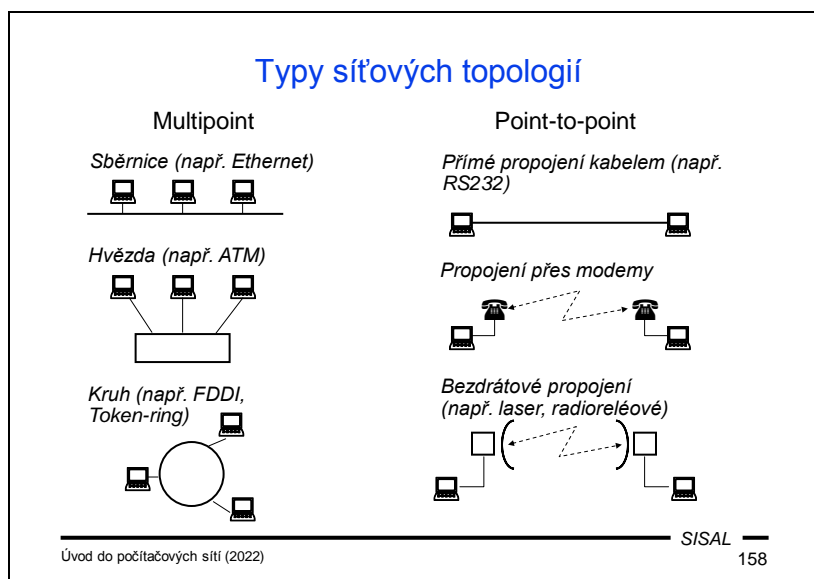 Typy síťových topologií
Multipoint
Sběrnice (např. Ethernet)
Hvězda (např. ATM)
Kruh (např. FDDI,
Token-ring)
Point-to-point
Přímé propojení kabelem (např.
RS232)
Propojení přes modemy
Bezdrátové propojení
(např. laser, radioreléové)
SISAL
Úvod do počítačových sítí (2022)
158